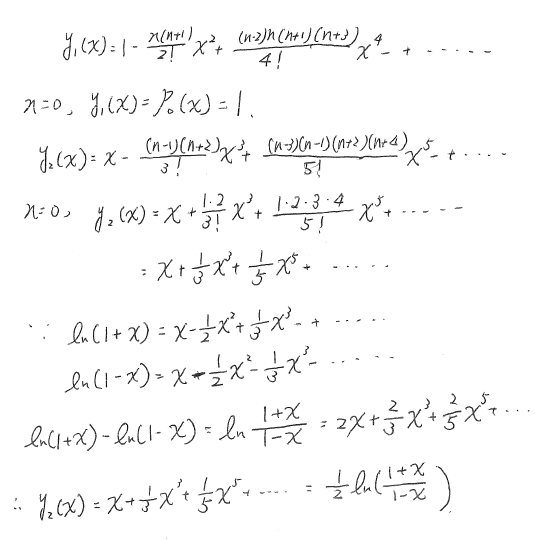 y₁(x) = 1 - n(n+1)/2! x² + (n-2)n(n+1)(n+3)/4! x⁴ - + ······
n=0, y₁(x) = P₀(x) = 1.
y₂(x) = x - (n-1)(n+2)/3! x³ + (n-3)(n-1)(n+2)(n+4)/5! x⁵ - + ····
n=0, y₂(x) = x + 1·2/3! x³ + 1·2·3·4/5! x⁵ + ······
= x + 1/3 x³ + 1/5 x⁵ + ······
∵ ln(1+x) = x - 1/2 x² + 1/3 x³ - + ······
ln(1-x) = x - 1/2 x² - 1/3 x³ - ······
ln(1+x) - ln(1-x) = ln 1+x/1-x = 2x + 2/3 x³ + 2/5 x⁵ + ···
∴ y₂(x) = x + 1/3 x³ + 1/5 x⁵ + ···· = 1/2 ln(1+x/1-x)